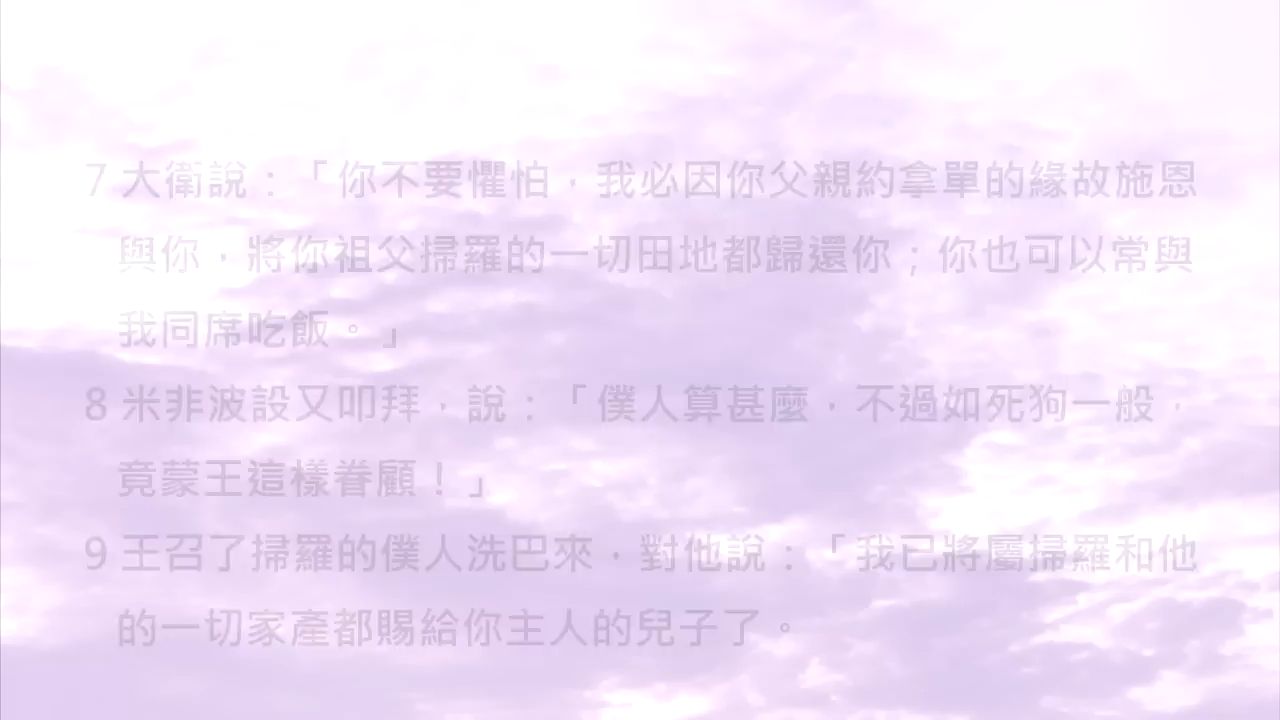 7 大衛說：「你不要懼怕，我必因你父親約拿單的緣故施恩
與你，將你祖父掃羅的一切田地都歸還你；你也可以常與
我同席吃飯。」
8 米非波設又叩拜，說：「僕人算甚麼，不過如死狗一般，
竟蒙王這樣眷顧！」
9 王召了掃羅的僕人洗巴來，對他說：「我已將屬掃羅和他
的一切家產都賜給你主人的兒子了。